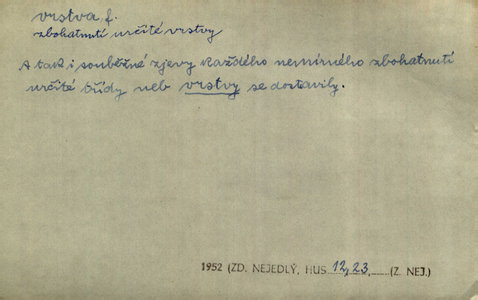 vrstva f.
zbohatnutí určité vrstvy
A tak i souběžné zjevy každého nemírného zbohatnutí
určité třídy neb vrstvy se dostavily.
1952 (ZD. NEJEDLÝ, HUS 12,23, (Z. NEJ.)